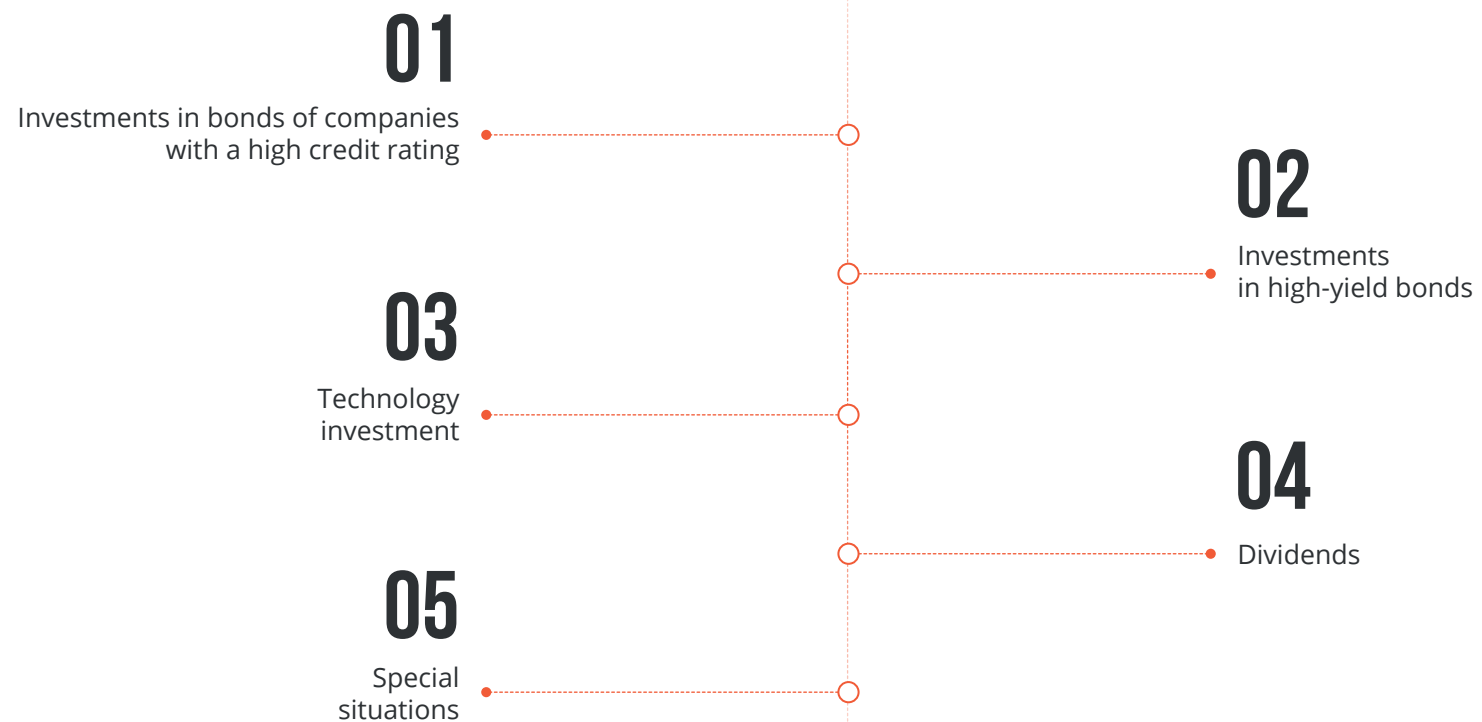 01
Investments in bonds of companies
with a high credit rating
02
Investments
in high-yield bonds
03
Technology
investment
04
Dividends
05
Special
situations